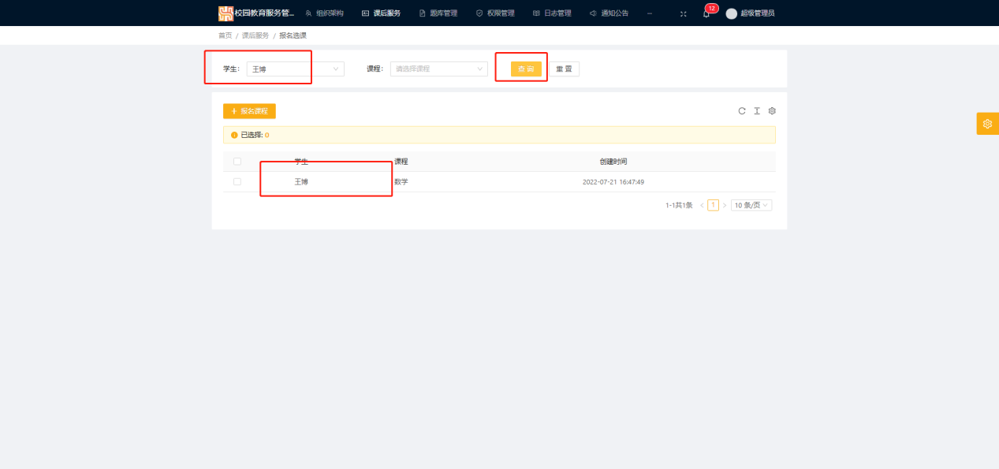 校园教育服务管... 组织架构 课后服务 题库管理 权限管理 日志管理 通知公告 12 超级管理员
首页 / 课后服务 / 报名选课
学生: 王博 课程: 请选择课程 查 询 重 置
+ 报名课程
已选择: 0
学生 课程 创建时间
王博 数学 2022-07-21 16:47:49
1-1共1条 < 1 > 10 条/页